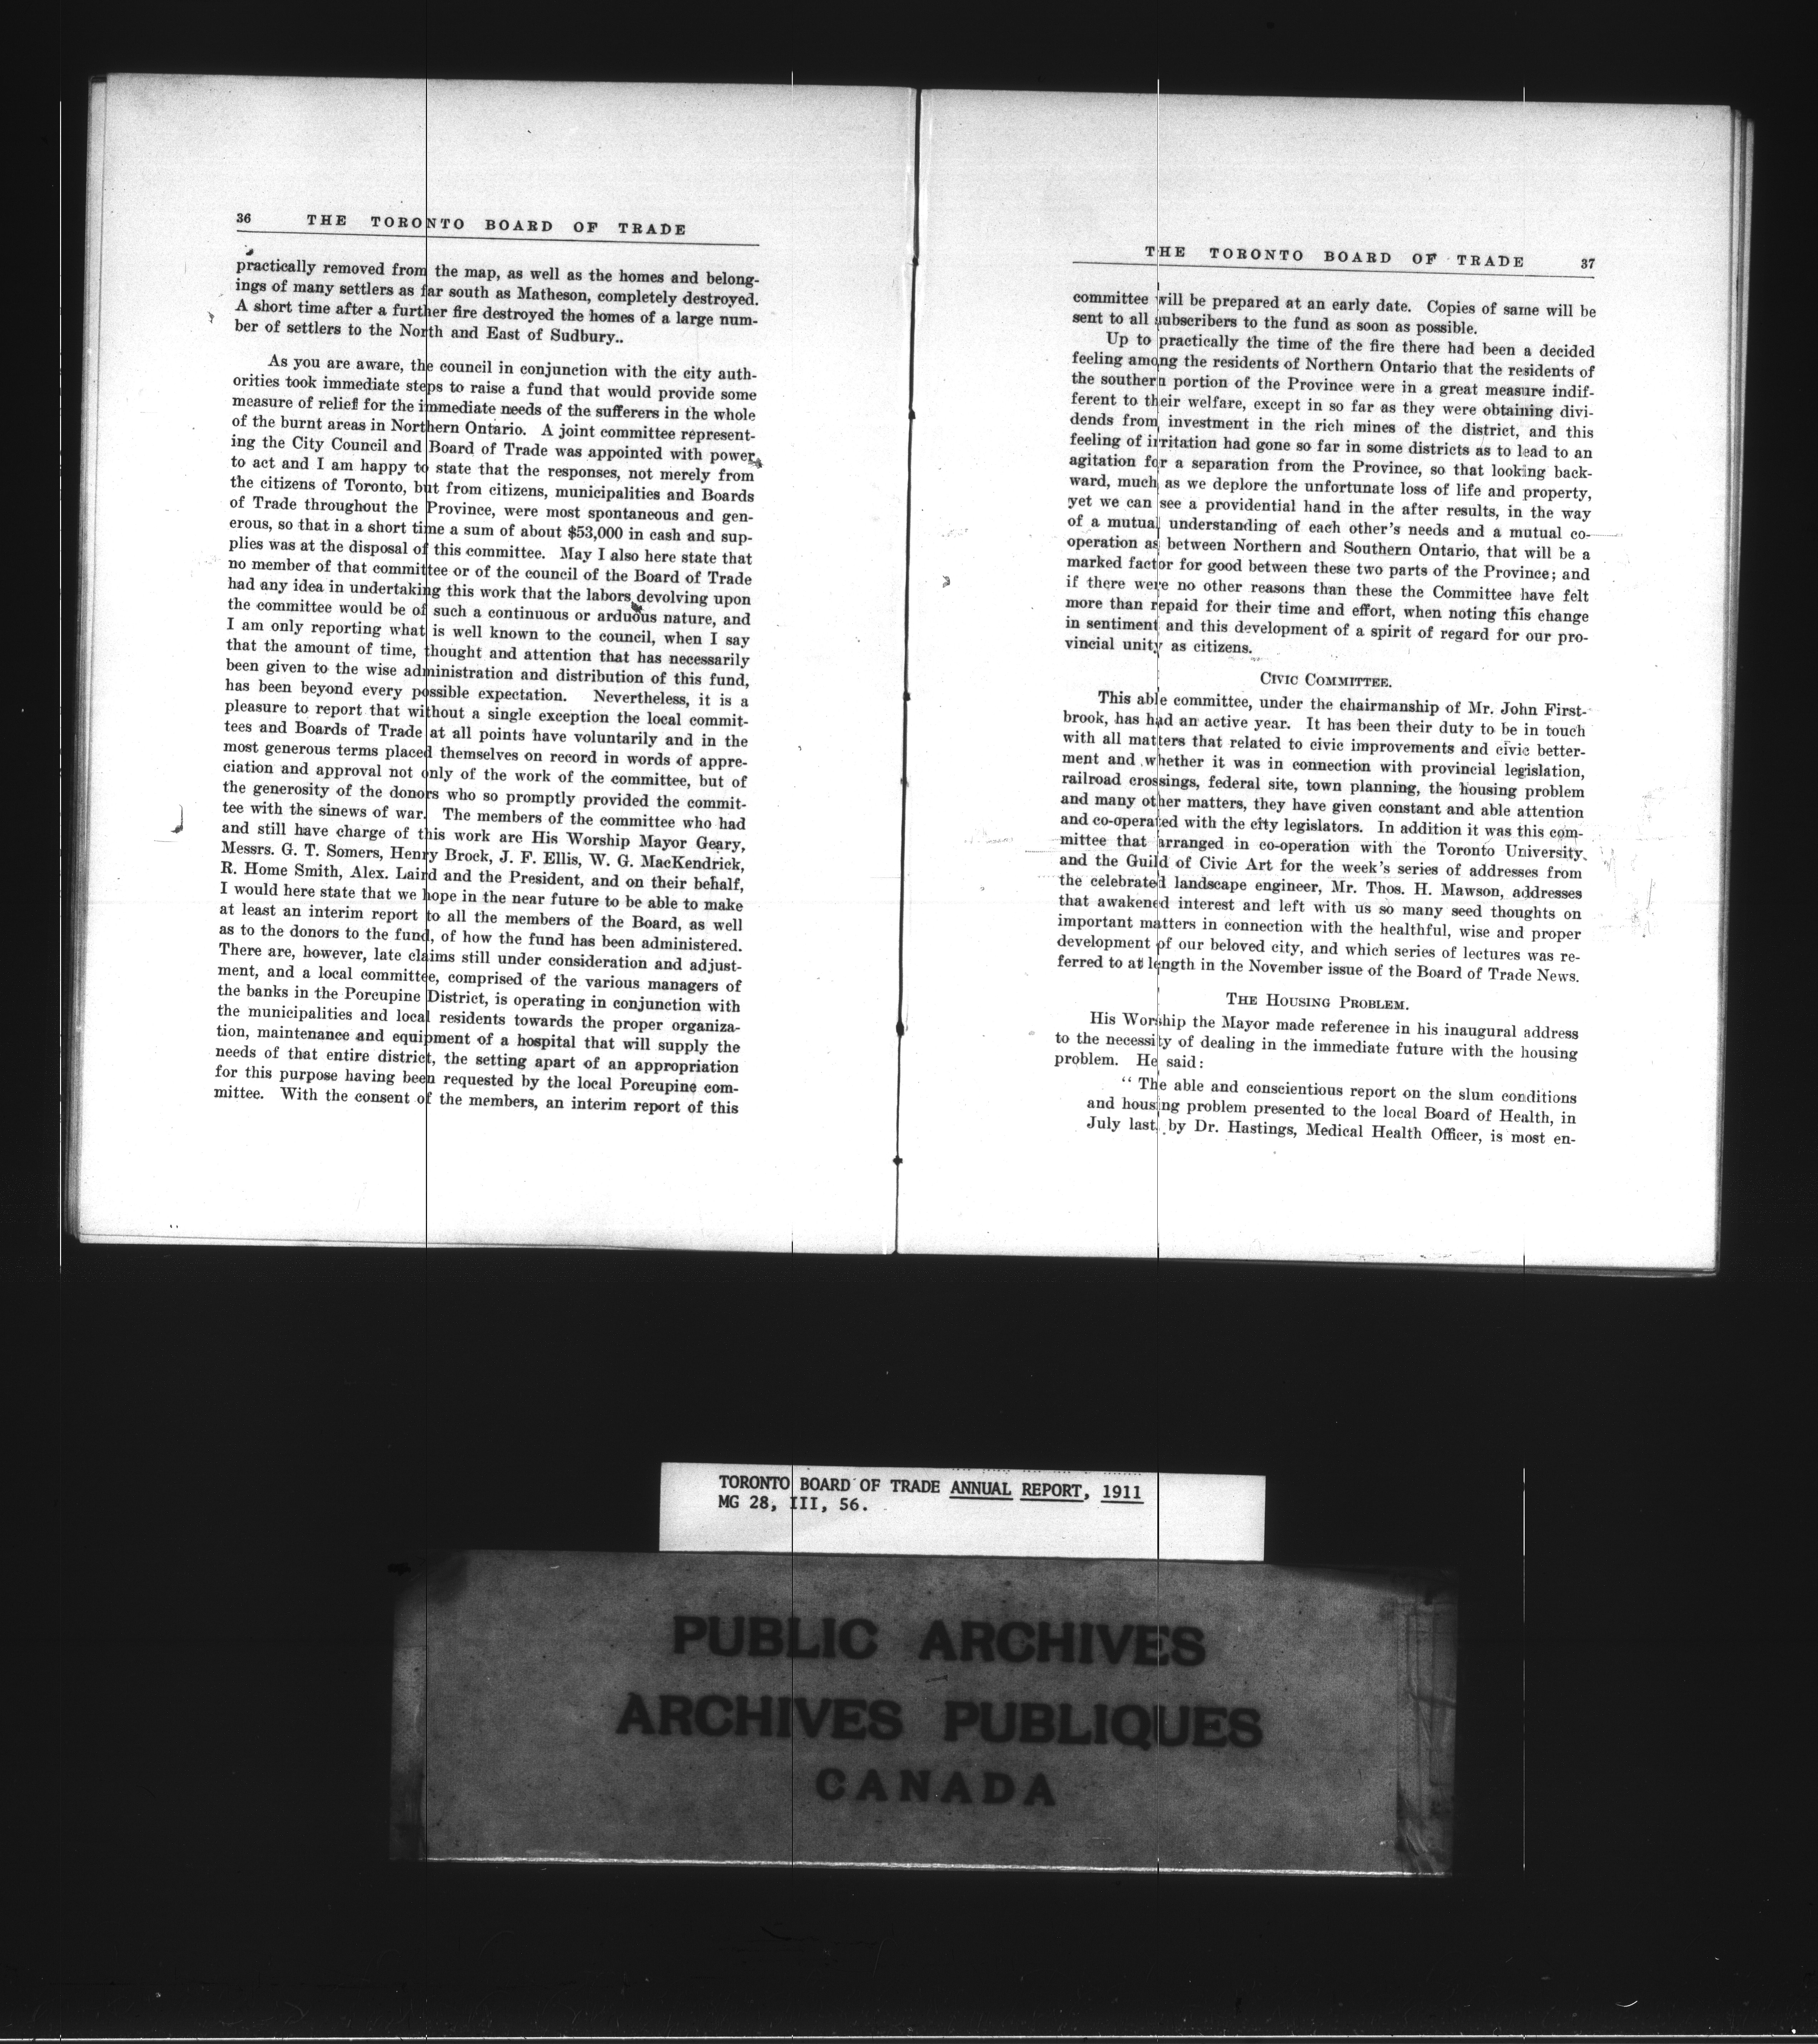 36 THE TORONTO BOARD OF TRADE
practically removed from the map, as well as the homes and belong-
ings of many settlers as far south as Matheson, completely destroyed.
A short time after a further fire destroyed the homes of a large num-
ber of settlers to the North and East of Sudbury..
As you are aware, the council in conjunction with the city auth-
orities took immediate steps to raise a fund that would provide some
measure of relief for the immediate needs of the sufferers in the whole
of the burnt areas in Northern Ontario. A joint committee represent-
ing the City Council and Board of Trade was appointed with power
to act and I am happy to state that the responses, not merely from
the citizens of Toronto, but from citizens, municipalities and Boards
of Trade throughout the Province, were most spontaneous and gen-
erous, so that in a short time a sum of about $53,000 in cash and sup-
plies was at the disposal of this committee. May I also here state that
no member of that committee or of the council of the Board of Trade
had any idea in undertaking this work that the labors devolving upon
the committee would be of such a continuous or arduous nature, and
I am only reporting what is well known to the council, when I say
that the amount of time, thought and attention that has necessarily
been given to the wise administration and distribution of this fund,
has been beyond every possible expectation. Nevertheless, it is a
pleasure to report that without a single exception the local commit-
tees and Boards of Trade at all points have voluntarily and in the
most generous terms placed themselves on record in words of appre-
ciation and approval not only of the work of the committee, but of
the generosity of the donors who so promptly provided the commit-
tee with the sinews of war. The members of the committee who had
and still have charge of this work are His Worship Mayor Geary,
Messrs. G. T. Somers, Henry Brock, J. F. Ellis, W. G. MacKendrick,
R. Home Smith, Alex. Laird and the President, and on their behalf,
I would here state that we hope in the near future to be able to make
at least an interim report to all the members of the Board, as well
as to the donors to the fund, of how the fund has been administered.
There are, however, late claims still under consideration and adjust-
ment, and a local committee, comprised of the various managers of
the banks in the Porcupine District, is operating in conjunction with
the municipalities and local residents towards the proper organiza-
tion, maintenance and equipment of a hospital that will supply the
needs of that entire district, the setting apart of an appropriation
for this purpose having been requested by the local Porcupine com-
mittee. With the consent of the members, an interim report of this
THE TORONTO BOARD OF TRADE 37
committee will be prepared at an early date. Copies of same will be
sent to all subscribers to the fund as soon as possible.
Up to practically the time of the fire there had been a decided
feeling among the residents of Northern Ontario that the residents of
the southern portion of the Province were in a great measure indif-
ferent to their welfare, except in so far as they were obtaining divi-
dends from investment in the rich mines of the district, and this
feeling of irritation had gone so far in some districts as to lead to an
agitation for a separation from the Province, so that looking back-
ward, much as we deplore the unfortunate loss of life and property,
yet we can see a providential hand in the after results, in the way
of a mutual understanding of each other's needs and a mutual co-
operation as between Northern and Southern Ontario, that will be a
marked factor for good between these two parts of the Province; and
if there were no other reasons than these the Committee have felt
more than repaid for their time and effort, when noting this change
in sentiment and this development of a spirit of regard for our pro-
vincial unity as citizens.
CIVIC COMMITTEE.
This able committee, under the chairmanship of Mr. John First-
brook, has had an active year. It has been their duty to be in touch
with all matters that related to civic improvements and civic better-
ment and whether it was in connection with provincial legislation,
railroad crossings, federal site, town planning, the housing problem
and many other matters, they have given constant and able attention
and co-operated with the city legislators. In addition it was this com-
mittee that arranged in co-operation with the Toronto University
and the Guild of Civic Art for the week's series of addresses from
the celebrated landscape engineer, Mr. Thos. H. Mawson, addresses
that awakened interest and left with us so many seed thoughts on
important matters in connection with the healthful, wise and proper
development of our beloved city, and which series of lectures was re-
ferred to at length in the November issue of the Board of Trade News.
THE HOUSING PROBLEM.
His Worship the Mayor made reference in his inaugural address
to the necessity of dealing in the immediate future with the housing
problem. He said:
"The able and conscientious report on the slum conditions
and housing problem presented to the local Board of Health, in
July last, by Dr. Hastings, Medical Health Officer, is most en-
TORONTO BOARD OF TRADE ANNUAL REPORT, 1911
MG 28, III, 56.
PUBLIC ARCHIVES
ARCHIVES PUBLIQUES
CANADA